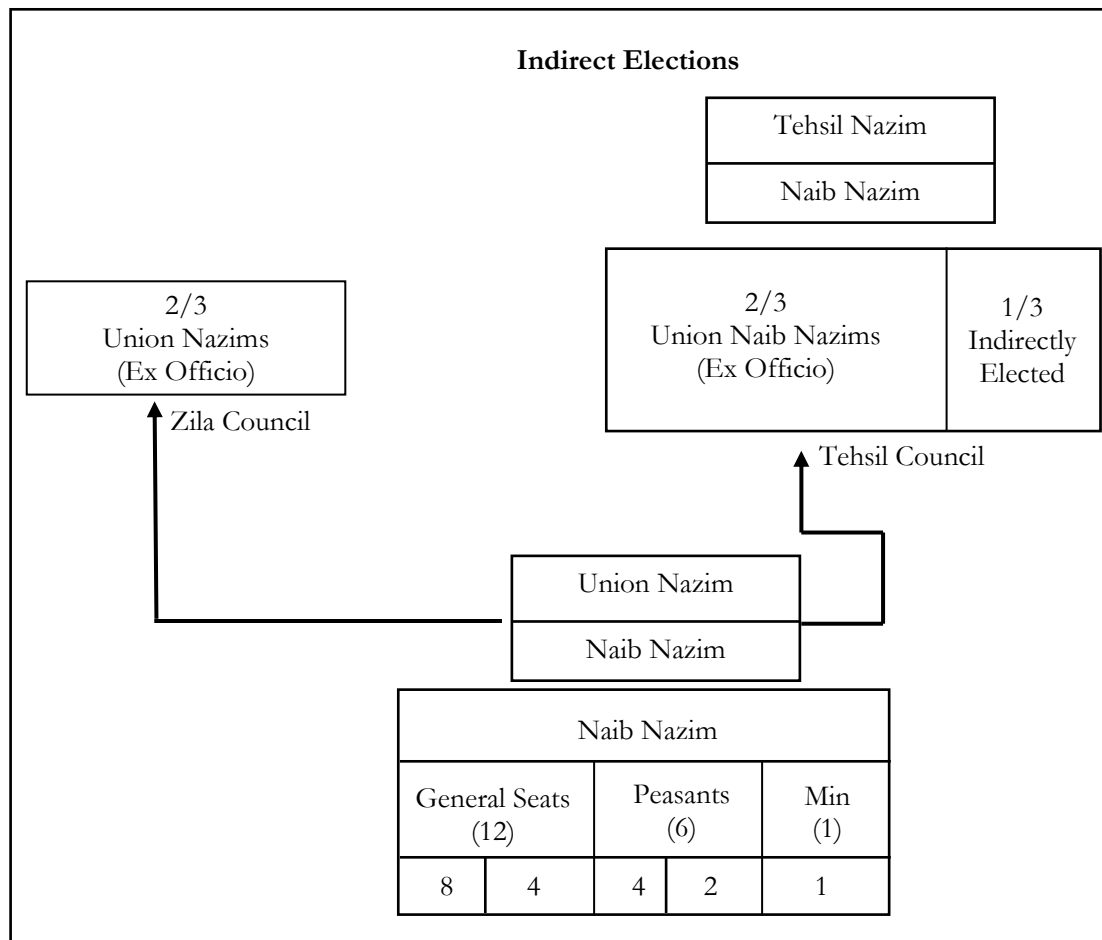 Indirect Elections
Tehsil Nazim
Naib Nazim
2/3
Union Nazims
(Ex Officio)
Zila Council
2/3
Union Naib Nazims
(Ex Officio)
1/3
Indirectly
Elected
Tehsil Council
Union Nazim
Naib Nazim
Naib Nazim
General Seats
(12)
Peasants
(6)
Min
(1)
8 4 4 2 1